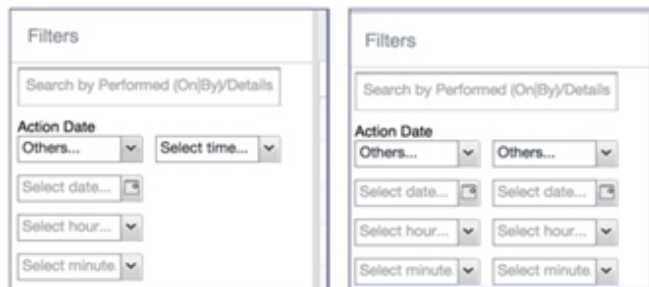 Filters
Search by Performed (On|By)/Details
Action Date
Others... Select time...
Select date...
Select hour...
Select minute.
Filters
Search by Performed (On|By)/Details
Action Date
Others... Others...
Select date... Select date...
Select hour... Select hour...
Select minute. Select minute.